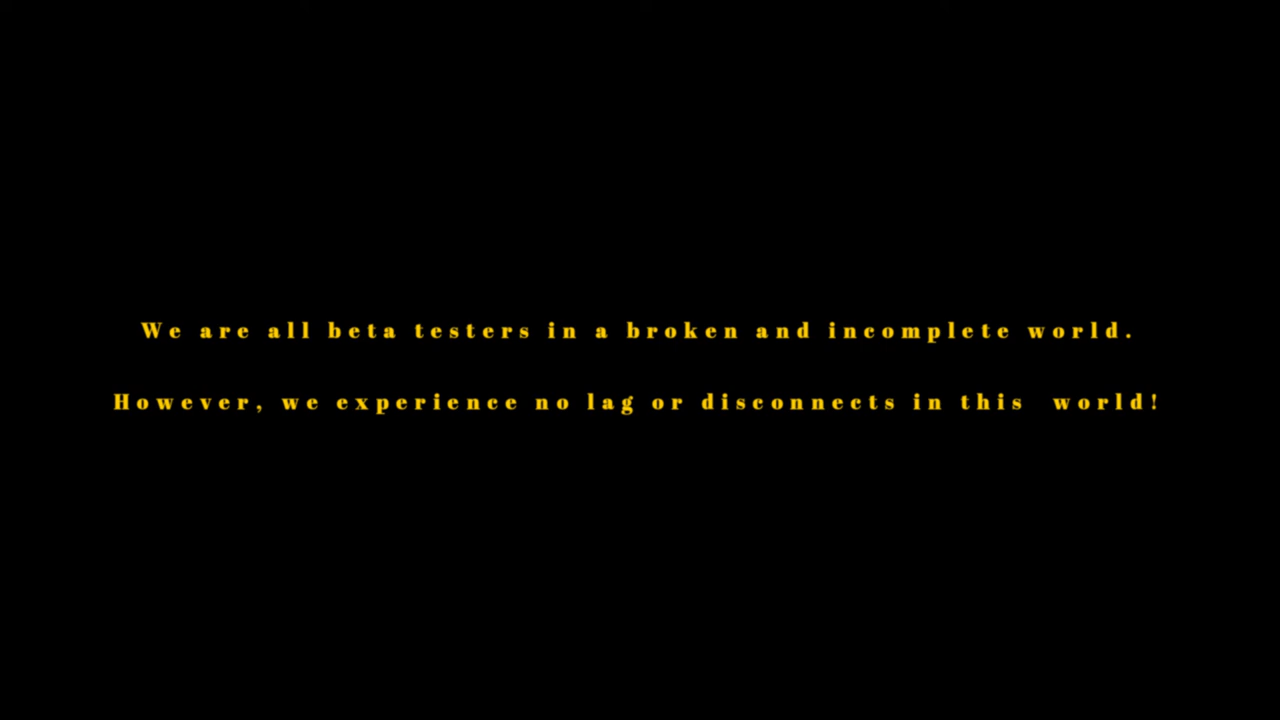 We are all beta testers in a broken and incomplete world.
However, we experience no lag or disconnects in this world!